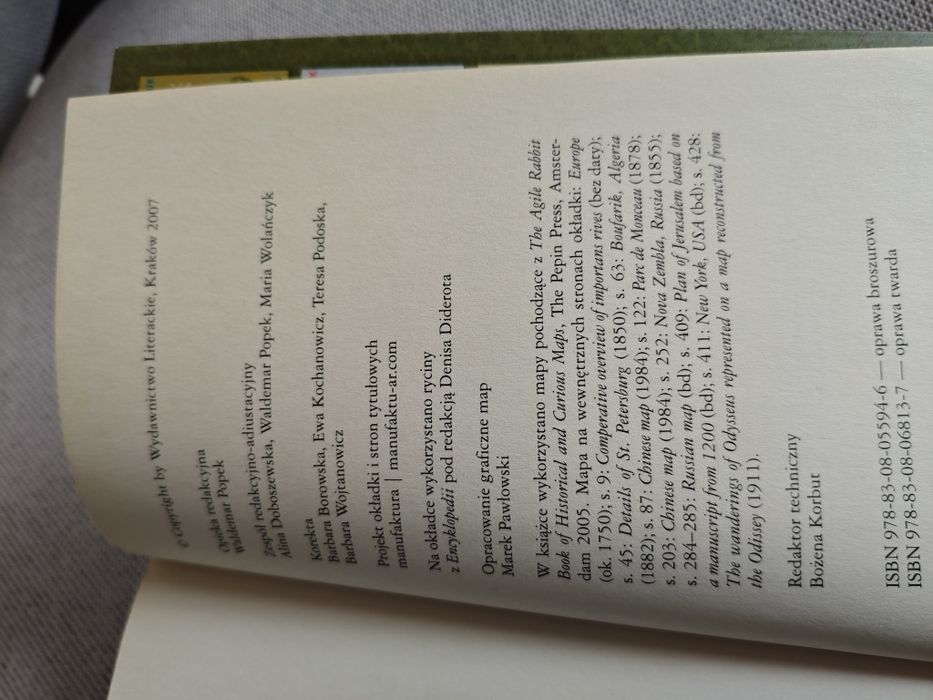 © Copyright by Wydawnictwo Literackie, Kraków 2007
Opieka redakcyjna
Waldemar Popek
Zespół redakcyjno-adiustacyjny
Alina Doboszewska, Waldemar Popek, Maria Wolańczyk
Korekta
Barbara Borowska, Ewa Kochanowicz, Teresa Podoska,
Barbara Wojtanowicz
Projekt okładki i stron tytułowych
manufaktura | manufaktu-ar.com
Na okładce wykorzystano ryciny
z Encyklopedii pod redakcją Denisa Diderota
Opracowanie graficzne map
Marek Pawłowski
W książce wykorzystano mapy pochodzące z The Agile Rabbit
Book of Historical and Curious Maps, The Pepin Press, Amster-
dam 2005. Mapa na wewnętrznych stronach okładki: Europe
(ok. 1750); s. 9: Competative overview of importans rives (bez daty);
s. 45: Details of St. Petersburg (1850); s. 63: Boufarik, Algeria
(1882); s. 87: Chinese map (1984); s. 122: Parc de Monceau (1878);
s. 203: Chinese map (1984); s. 252: Nova Zembla, Russia (1855);
s. 284–285: Russian map (bd); s. 409: Plan of Jerusalem based on
a manuscript from 1200 (bd); s. 411: New York, USA (bd); s. 428:
The wanderings of Odysseus represented on a map reconstructed from
the Odissey (1911).
Redaktor techniczny
Bożena Korbut
ISBN 978-83-08-05594-6 — oprawa broszurowa
ISBN 978-83-08-06813-7 — oprawa twarda